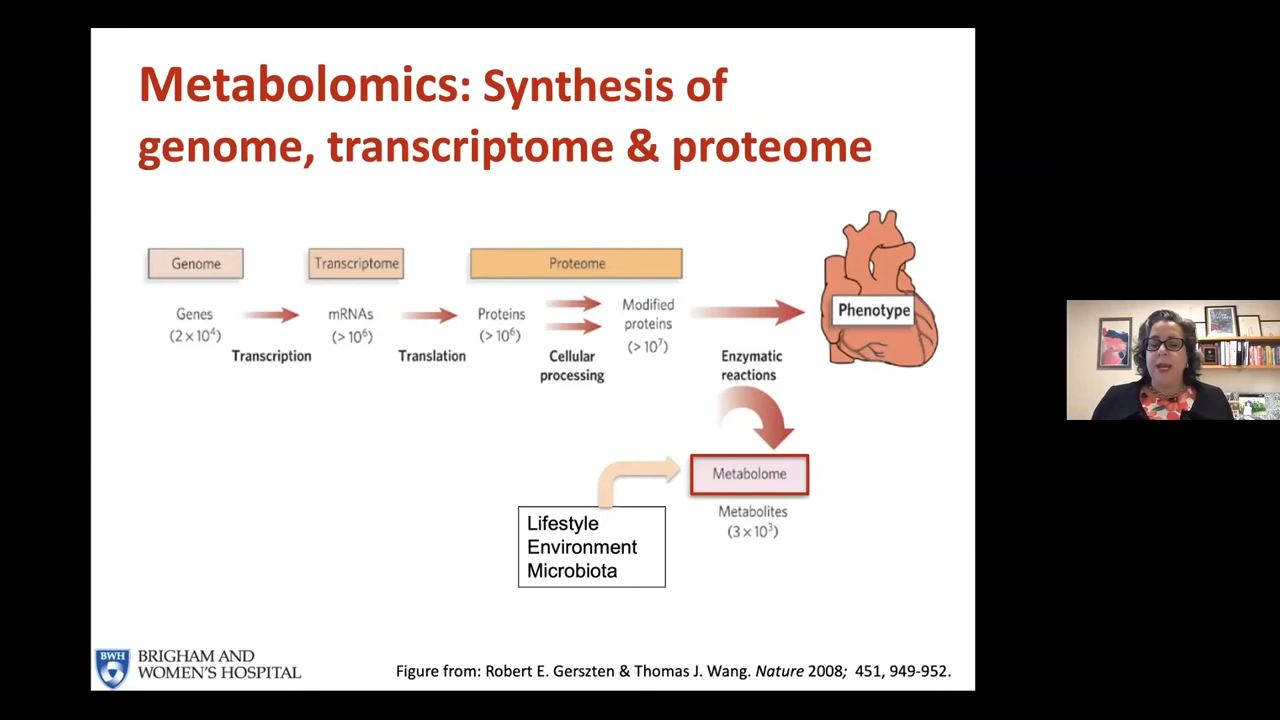 Metabolomics: Synthesis of
genome, transcriptome & proteome
Genome
Transcriptome
Proteome
Genes
(2 × 10⁴)
Transcription
mRNAs
(> 10⁶)
Translation
Proteins
(> 10⁶)
Cellular
processing
Modified
proteins
(> 10⁷)
Enzymatic
reactions
Phenotype
Metabolome
Metabolites
(3 × 10³)
Lifestyle
Environment
Microbiota
BWH
BRIGHAM AND
WOMEN'S HOSPITAL
Figure from: Robert E. Gerszten & Thomas J. Wang. Nature 2008; 451, 949-952.